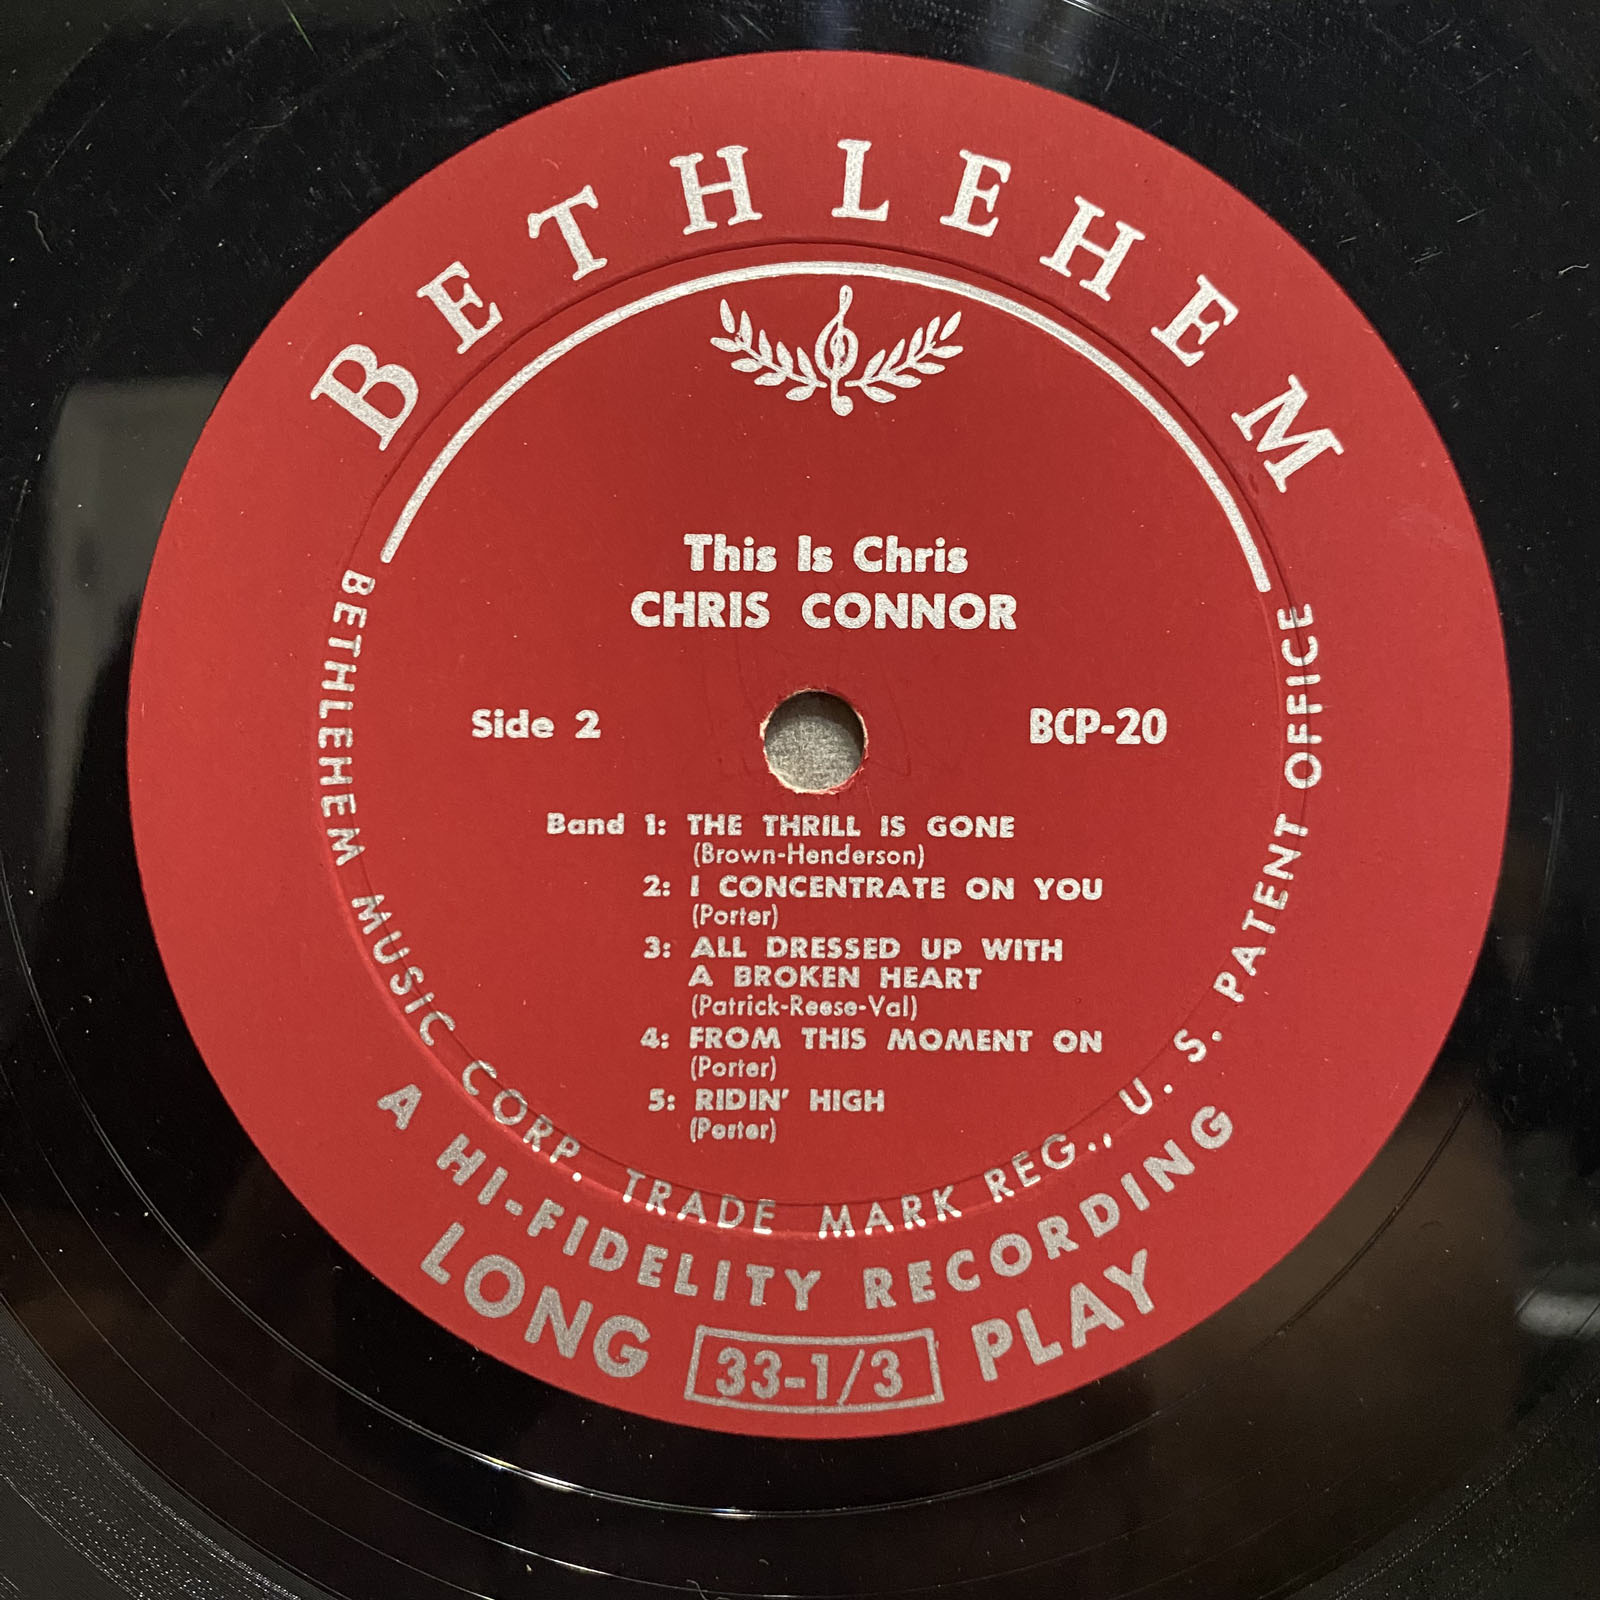 BETHLEHEM
This Is Chris
CHRIS CONNOR
Side 2
BCP-20
Band 1: THE THRILL IS GONE
(Brown-Henderson)
2: I CONCENTRATE ON YOU
(Porter)
3: ALL DRESSED UP WITH
A BROKEN HEART
(Patrick-Reese-Val)
4: FROM THIS MOMENT ON
(Porter)
5: RIDIN' HIGH
(Porter)
BETHLEHEM MUSIC CORP. TRADE MARK REG., U. S. PATENT OFFICE
A HI-FIDELITY RECORDING
LONG 33-1/3 PLAY